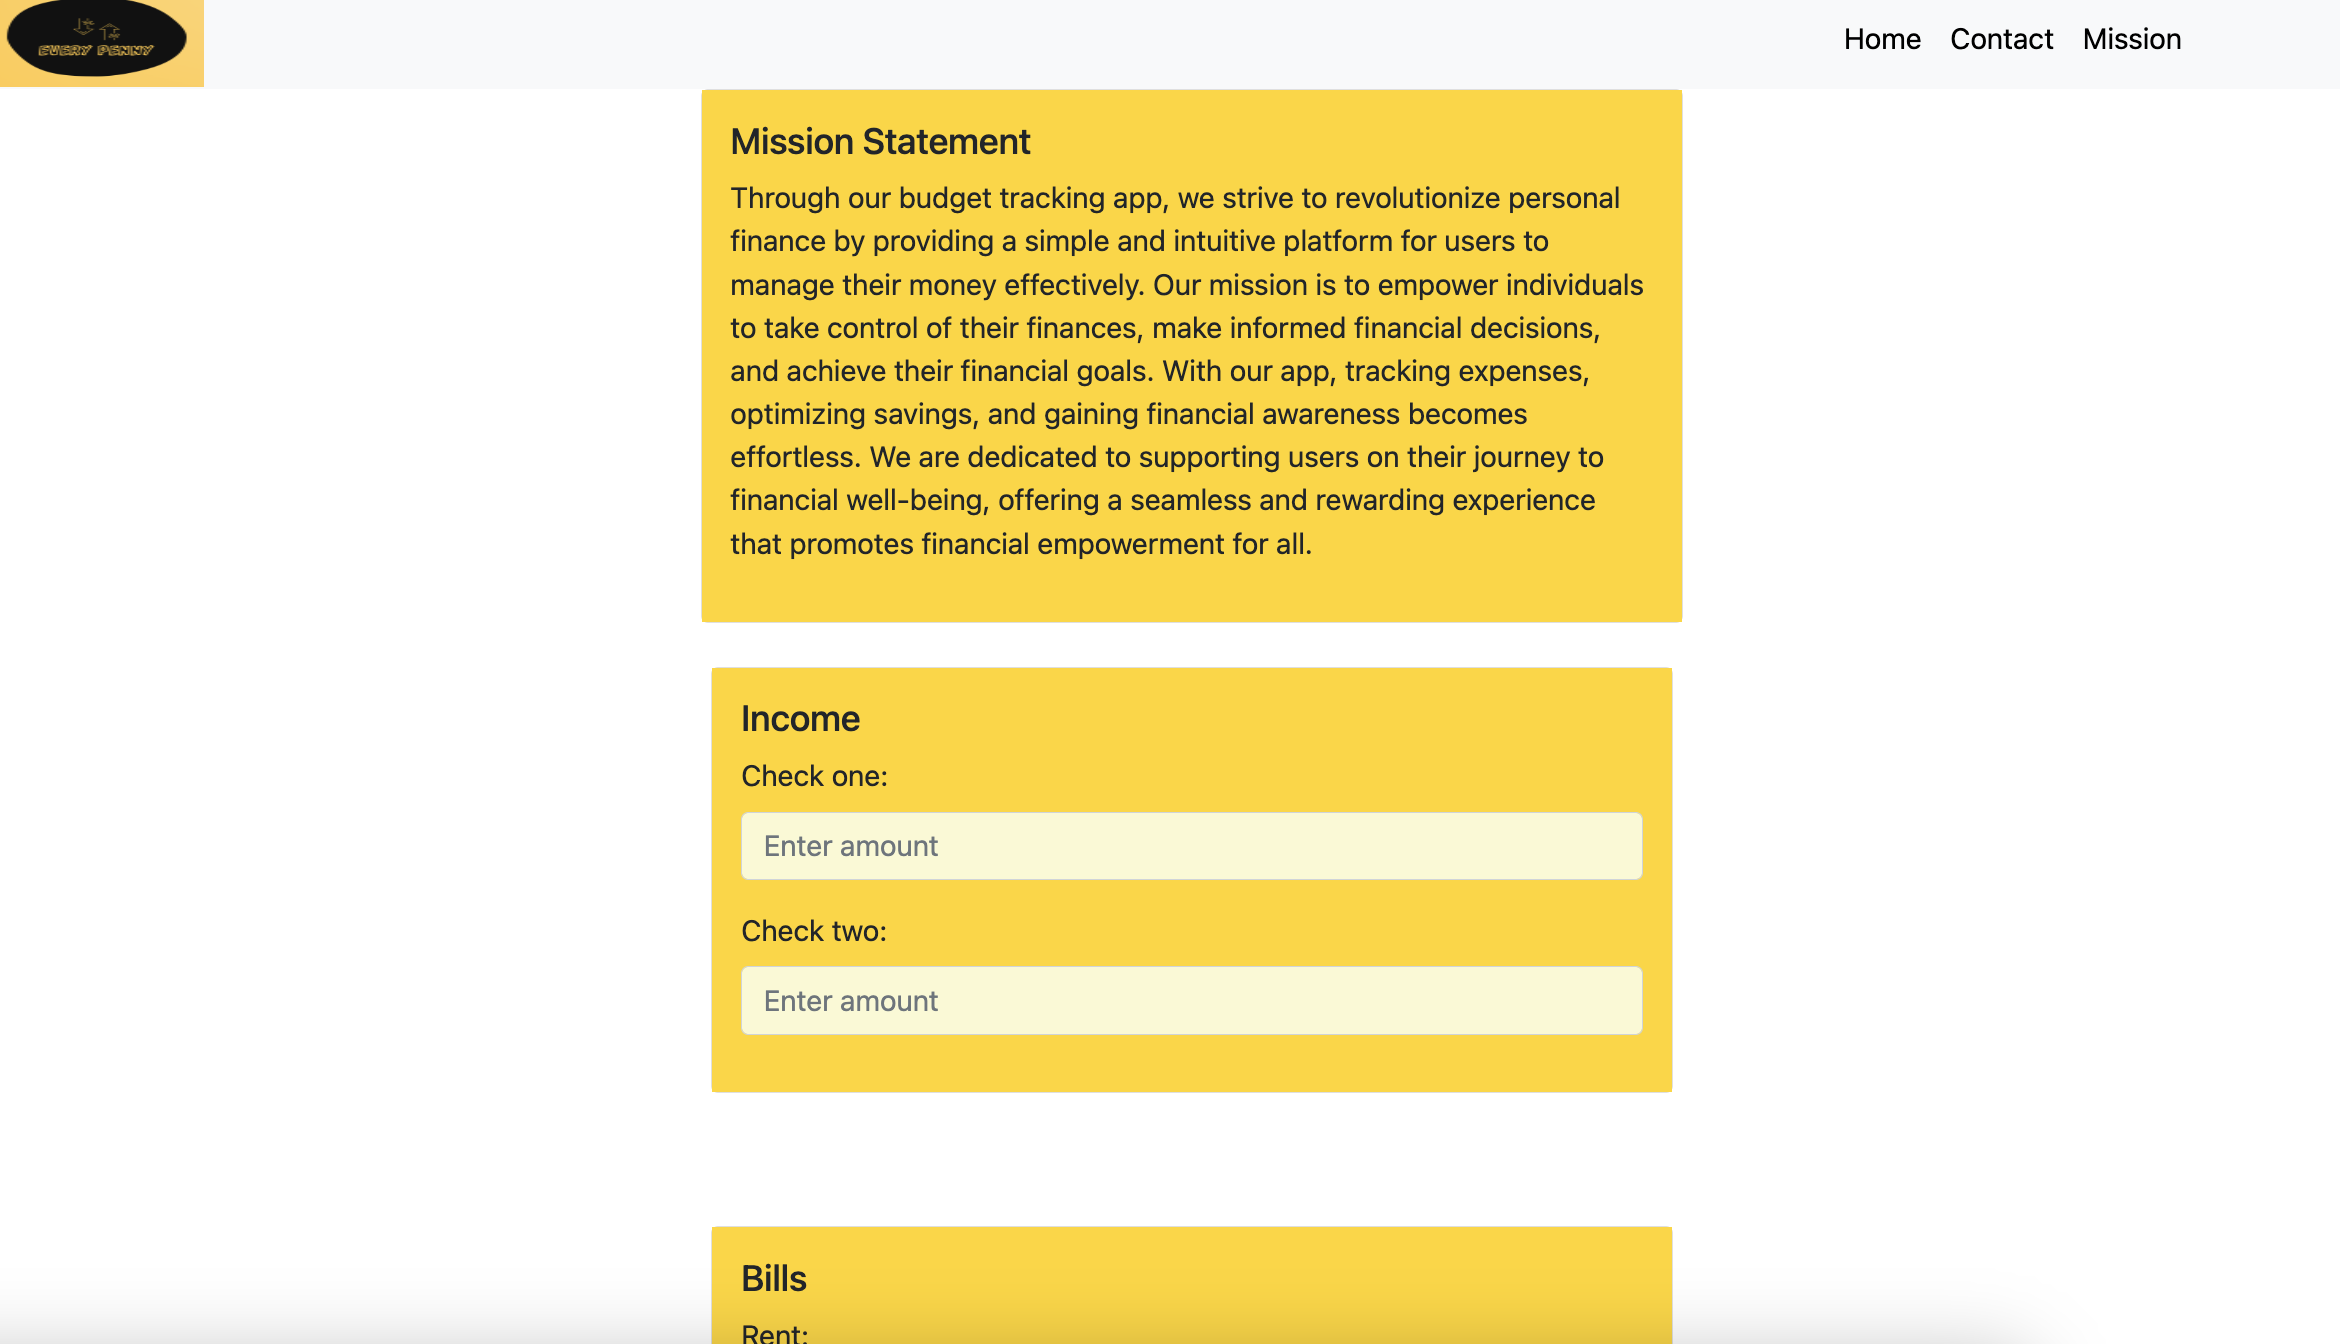 EVERY PENNY
Home Contact Mission
Mission Statement
Through our budget tracking app, we strive to revolutionize personal
finance by providing a simple and intuitive platform for users to
manage their money effectively. Our mission is to empower individuals
to take control of their finances, make informed financial decisions,
and achieve their financial goals. With our app, tracking expenses,
optimizing savings, and gaining financial awareness becomes
effortless. We are dedicated to supporting users on their journey to
financial well-being, offering a seamless and rewarding experience
that promotes financial empowerment for all.
Income
Check one:
Enter amount
Check two:
Enter amount
Bills
Rent: